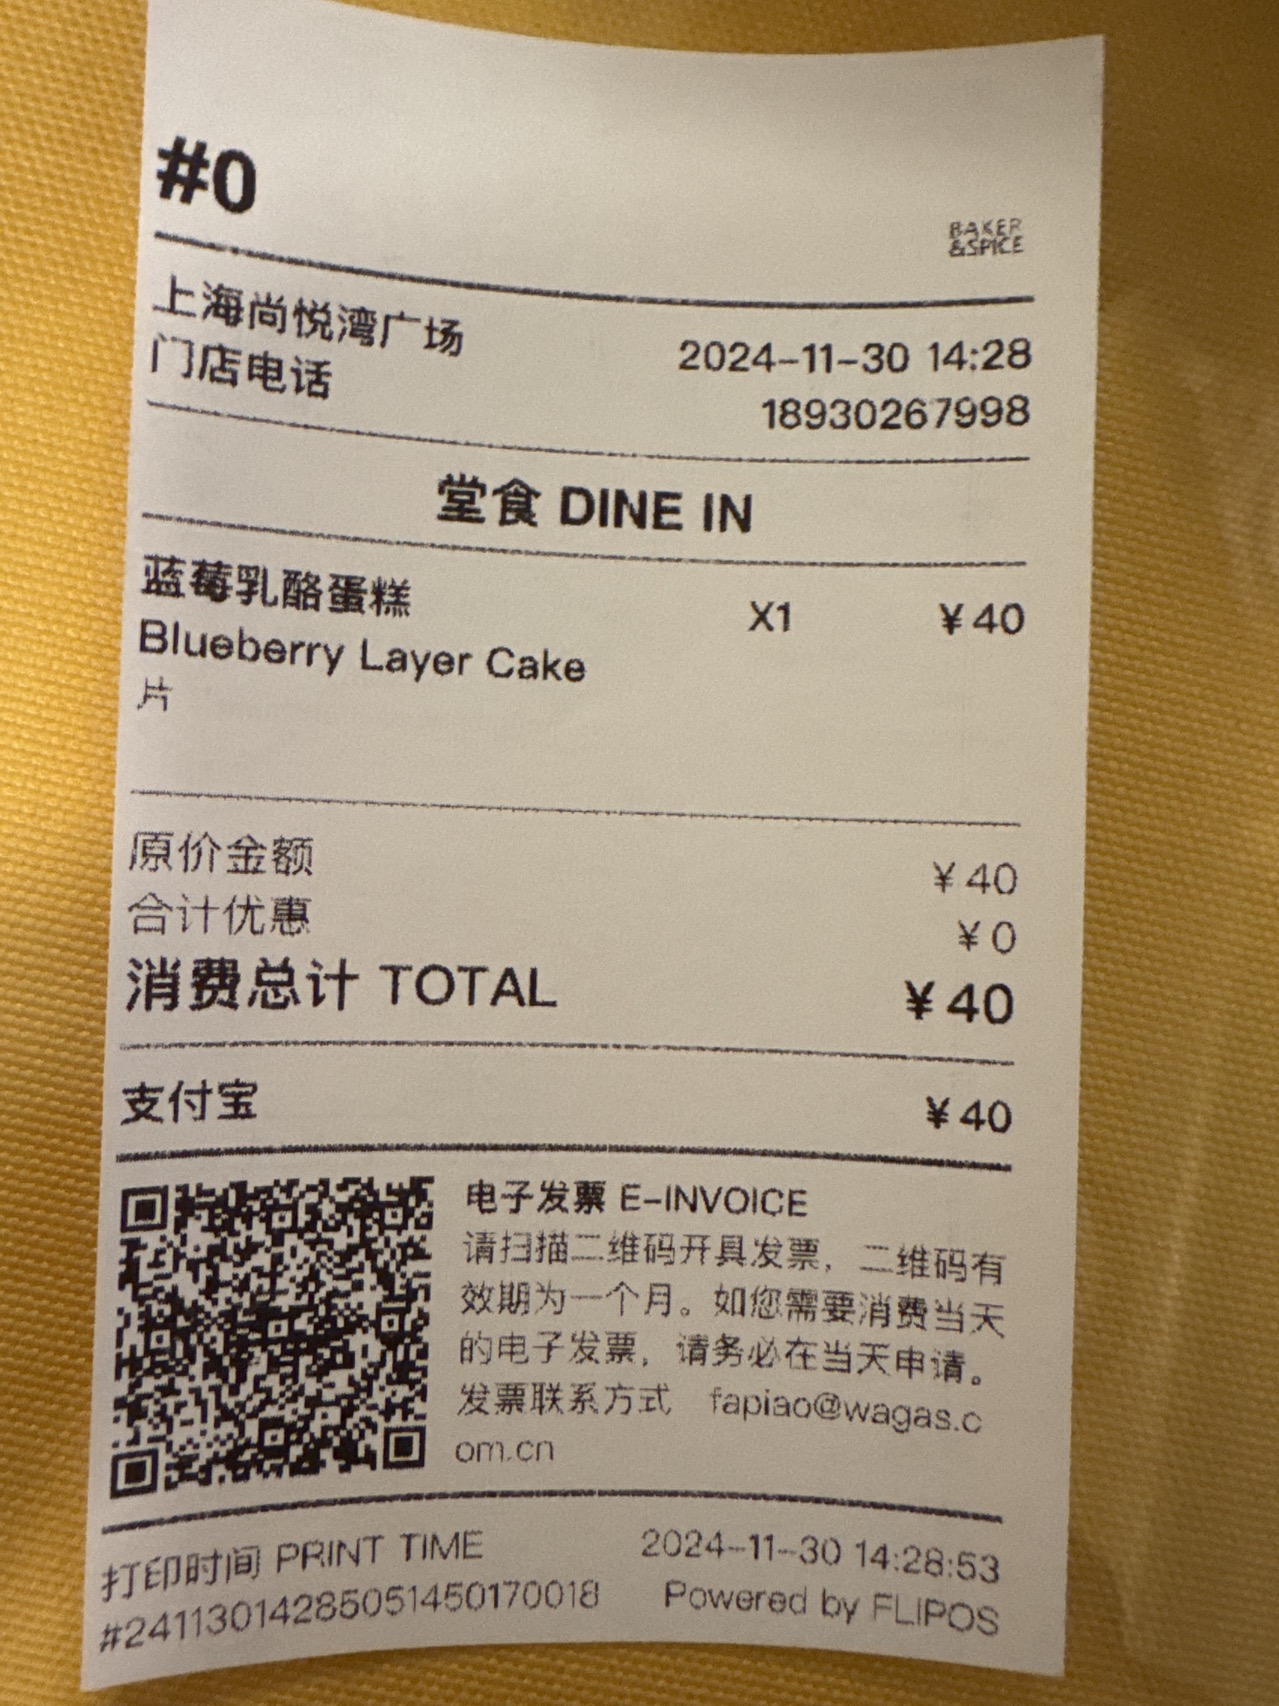 #0
BAKER
&SPICE
上海尚悦湾广场 2024-11-30 14:28
门店电话 18930267998
堂食 DINE IN
蓝莓乳酪蛋糕 X1 ¥40
Blueberry Layer Cake
片
原价金额 ¥40
合计优惠 ¥0
消费总计 TOTAL ¥40
支付宝 ¥40
电子发票 E-INVOICE
请扫描二维码开具发票，二维码有
效期为一个月。如您需要消费当天
的电子发票，请务必在当天申请。
发票联系方式 fapiao@wagas.c
om.cn
打印时间 PRINT TIME 2024-11-30 14:28:53
#24113014285051450170018 Powered by FLIPOS